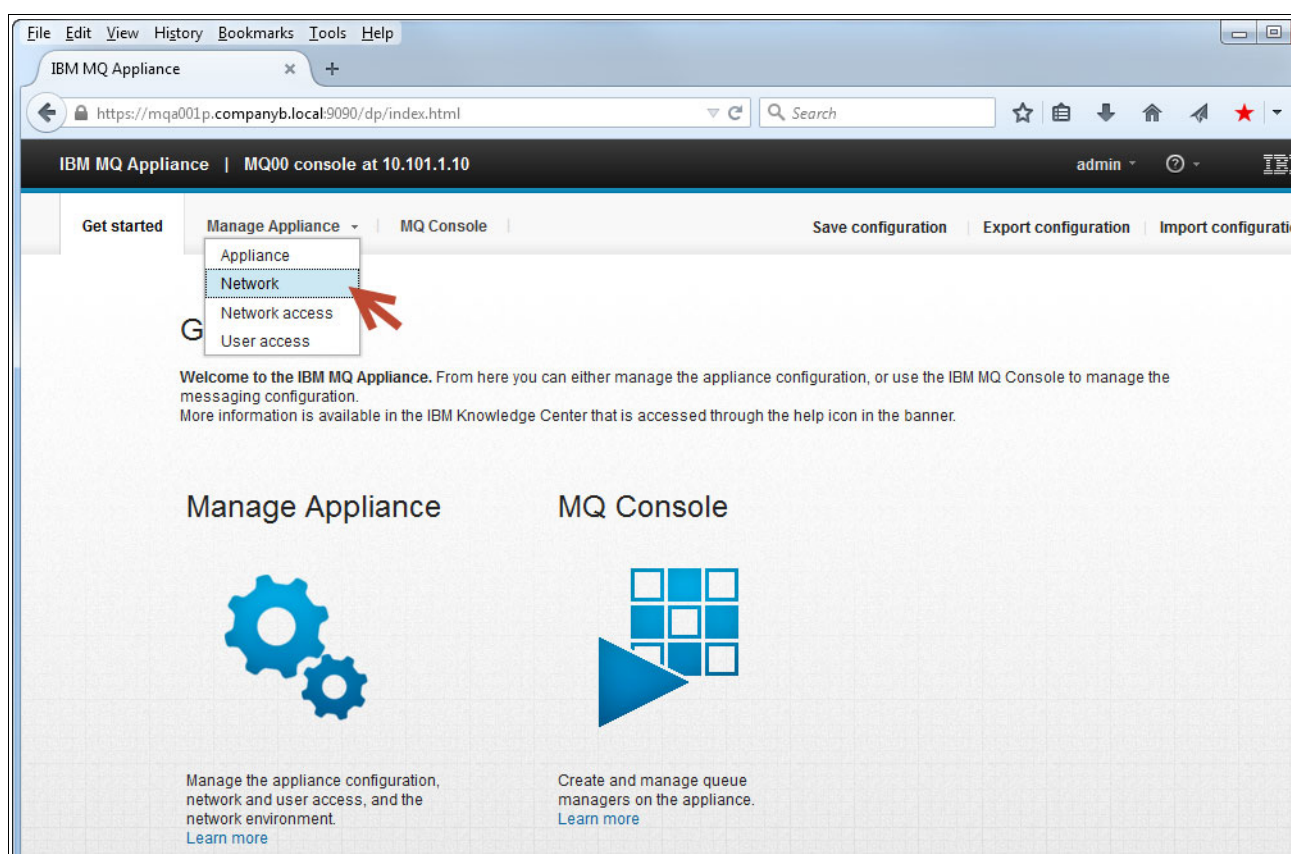 File Edit View History Bookmarks Tools Help
IBM MQ Appliance
https://mqa001p.companyb.local:9090/dp/index.html Search
IBM MQ Appliance | MQ00 console at 10.101.1.10 admin
Get started Manage Appliance MQ Console Save configuration Export configuration Import configurati
Appliance
Network
Network access
User access
G
Welcome to the IBM MQ Appliance. From here you can either manage the appliance configuration, or use the IBM MQ Console to manage the
messaging configuration.
More information is available in the IBM Knowledge Center that is accessed through the help icon in the banner.
Manage Appliance MQ Console
Manage the appliance configuration,
network and user access, and the
network environment.
Learn more
Create and manage queue
managers on the appliance.
Learn more